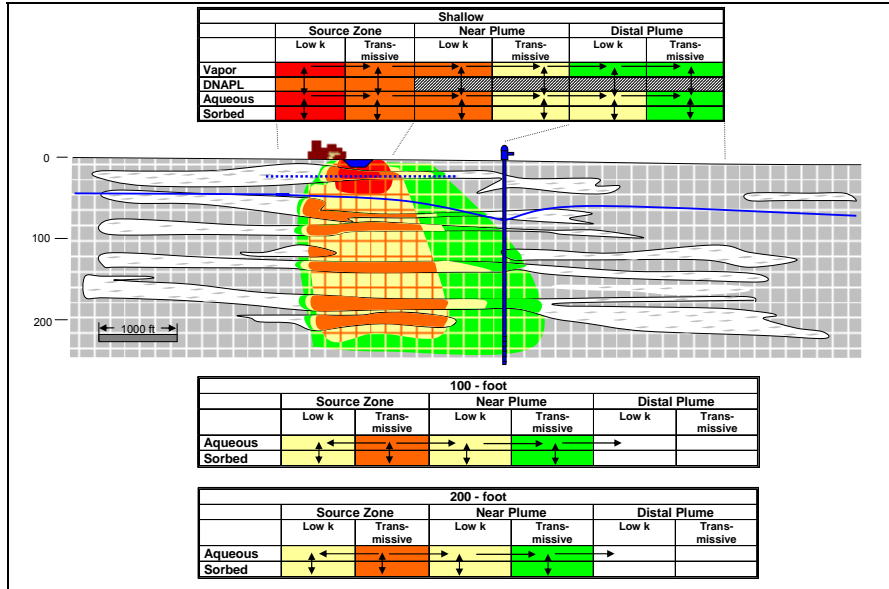 Shallow
Source Zone Near Plume Distal Plume
Low k Trans-missive Low k Trans-missive Low k Trans-missive
Vapor
DNAPL
Aqueous
Sorbed
0
100
200
1000 ft
100 - foot
Source Zone Near Plume Distal Plume
Low k Trans-missive Low k Trans-missive Low k Trans-missive
Aqueous
Sorbed
200 - foot
Source Zone Near Plume Distal Plume
Low k Trans-missive Low k Trans-missive Low k Trans-missive
Aqueous
Sorbed